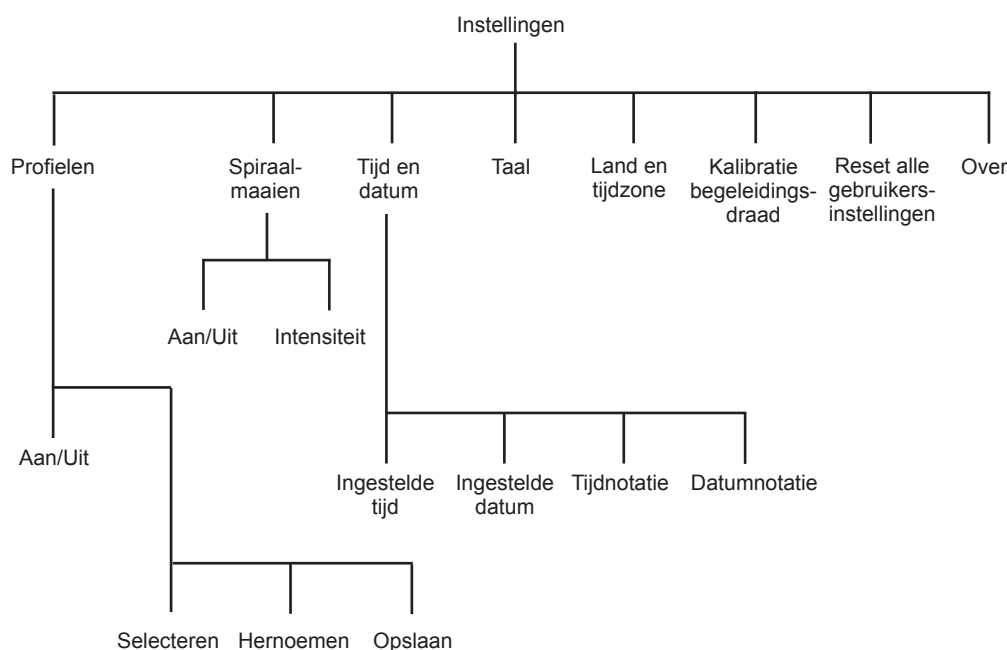 Instellingen
Profielen
Spiraal-
maaien
Tijd en
datum
Taal
Land en
tijdzone
Kalibratie
begeleidings-
draad
Reset alle
gebruikers-
instellingen
Over
Aan/Uit
Intensiteit
Aan/Uit
Ingestelde
tijd
Ingestelde
datum
Tijdnotatie
Datumnotatie
Selecteren
Hernoemen
Opslaan